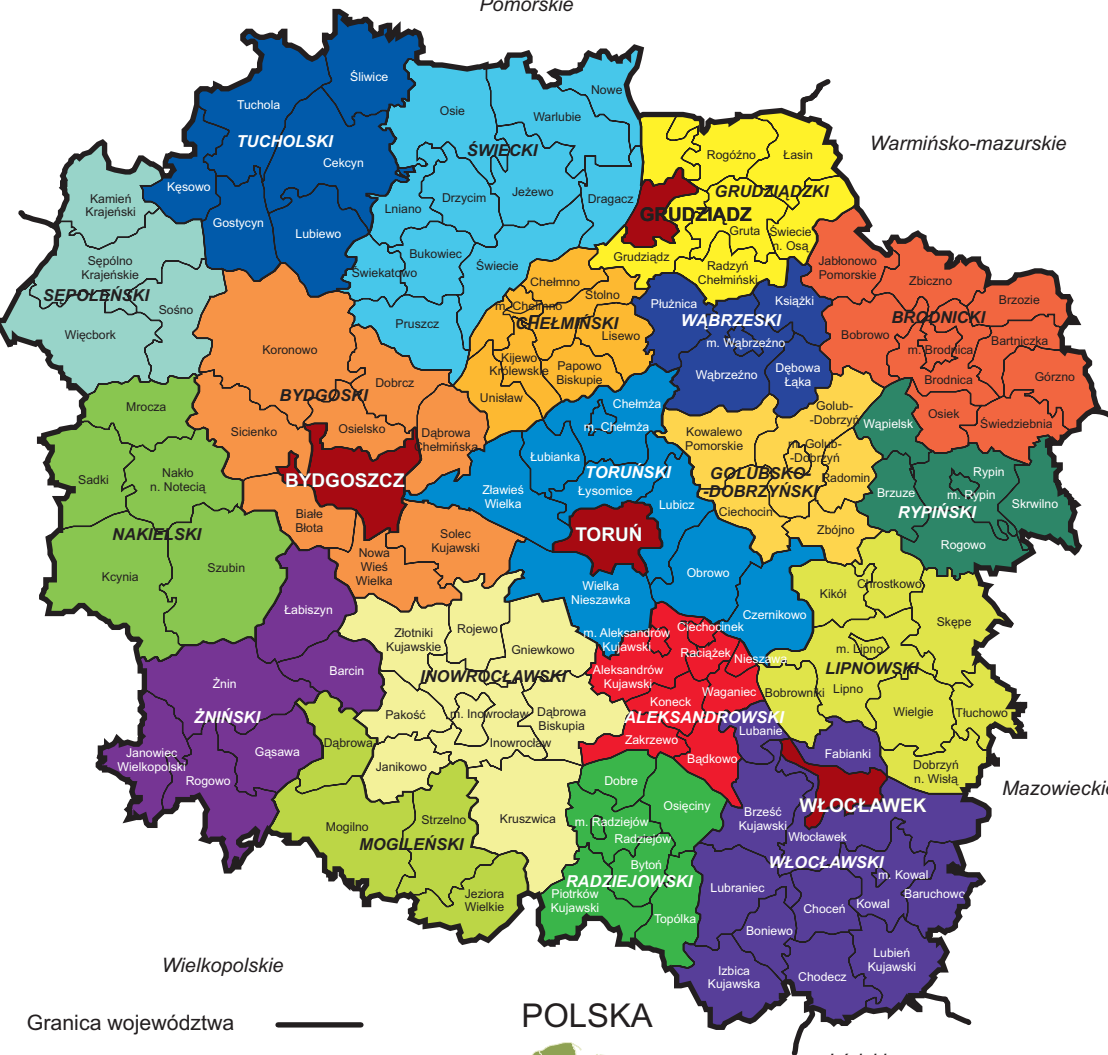 Pomorskie
Śliwice
Tuchola
TUCHOLSKI
Cekcyn
Kęsowo
Gostycyn
Lubiewo
Nowe
Osie
Warlubie
ŚWIECKI
Drzycim
Jeżewo
Dragacz
Lniano
Bukowiec
Świekatowo
Świecie
Pruszcz
Warmińsko-mazurskie
Rogóźno
Łasin
GRUDZIĄDZKI
GRUDZIĄDZ
Gruta
Świecie
n. Osą
Grudziądz
Radzyń
Chełmiński
Kamień
Krajeński
Sępólno
Krajeńskie
SĘPOLEŃSKI
Sośno
Więcbork
Chełmno
Stolno
m. Chełmno
CHEŁMIŃSKI
Lisewo
Kijewo
Królewskie
Papowo
Biskupie
Unisław
Płużnica
Książki
WĄBRZESKI
m. Wąbrzeźno
Wąbrzeźno
Dębowa
Łąka
Jabłonowo
Pomorskie
Zbiczno
Brzozie
BRODNICKI
Bobrowo
m. Brodnica
Bartniczka
Brodnica
Górzno
Osiek
Świedziebnia
Koronowo
Dobrcz
BYDGOSKI
Sicienko
Osielsko
Dąbrowa
Chełmińska
BYDGOSZCZ
Białe
Błota
Nowa
Wieś
Wielka
Solec
Kujawski
Mrocza
Sadki
Nakło
n. Notecią
NAKIELSKI
Kcynia
Szubin
Chełmża
m. Chełmża
Łubianka
TORUŃSKI
Zławieś
Wielka
Łysomice
Lubicz
TORUŃ
Wielka
Nieszawka
Obrowo
Czernikowo
Golub-
-Dobrzyń
Kowalewo
Pomorskie
m. Golub-
-Dobrzyń
GOLUBSKO-
-DOBRZYŃSKI
Radomin
Ciechocin
Zbójno
Wąpielsk
Rypin
Brzuze
m. Rypin
Skrwilno
RYPIŃSKI
Rogowo
Łabiszyn
Barcin
Żnin
ŻNIŃSKI
Janowiec
Wielkopolski
Gąsawa
Rogowo
Złotniki
Kujawskie
Rojewo
Gniewkowo
INOWROCŁAWSKI
Pakość
m. Inowrocław
Dąbrowa
Biskupia
Inowrocław
Janikowo
Kruszwica
Dąbrowa
Mogilno
Strzelno
MOGILEŃSKI
Jeziora
Wielkie
m. Aleksandrów
Kujawski
Ciechocinek
Raciążek
Nieszawa
Aleksandrów
Kujawski
Waganiec
Koneck
ALEKSANDROWSKI
Zakrzewo
Bądkowo
Kikół
Chrostkowo
Skępe
m. Lipno
LIPNOWSKI
Bobrowniki
Lipno
Wielgie
Tłuchowo
Dobrzyń
n. Wisłą
Mazowieckie
Dobre
Osięciny
m. Radziejów
Radziejów
Bytoń
RADZIEJOWSKI
Piotrków
Kujawski
Topólka
Lubanie
Fabianki
WŁOCŁAWEK
Brześć
Kujawski
Włocławek
WŁOCŁAWSKI
m. Kowal
Lubraniec
Kowal
Baruchowo
Choceń
Boniewo
Lubień
Kujawski
Izbica
Kujawska
Chodecz
Wielkopolskie
POLSKA
Granica województwa